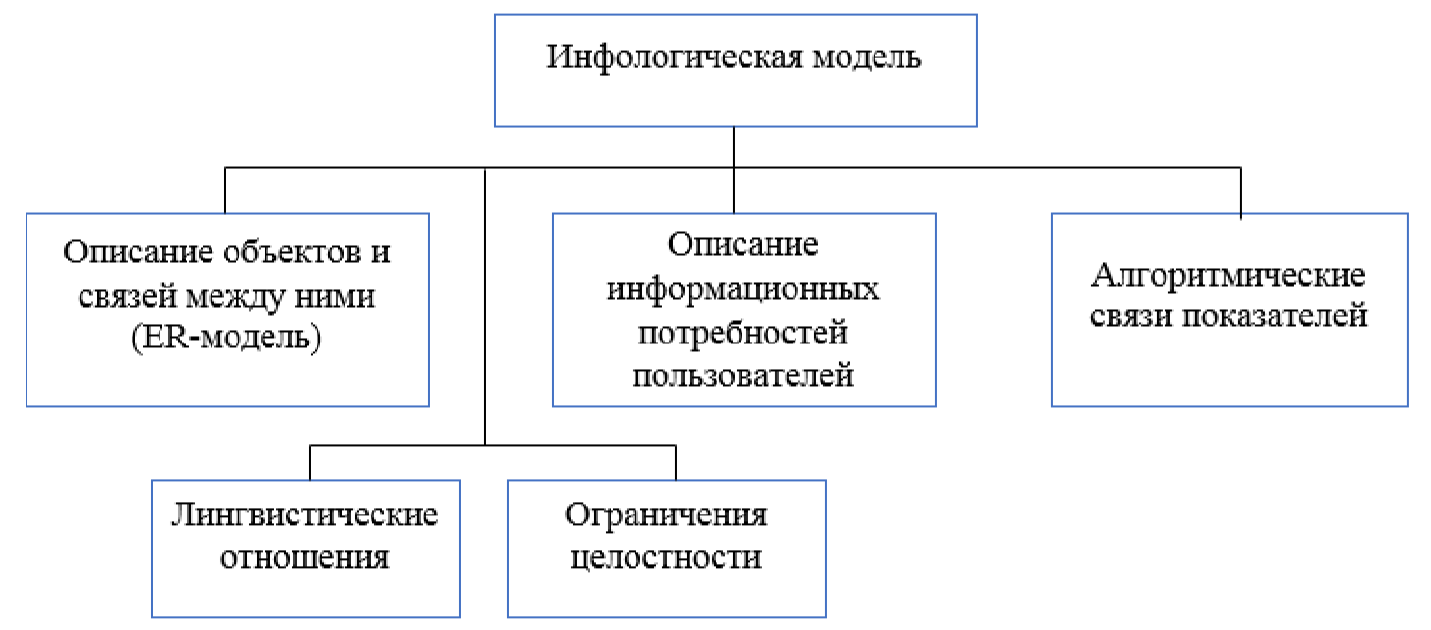 Инфологическая модель
Описание объектов и
связей между ними
(ER-модель)
Описание
информационных
потребностей
пользователей
Алгоритмические
связи показателей
Лингвистические
отношения
Ограничения
целостности